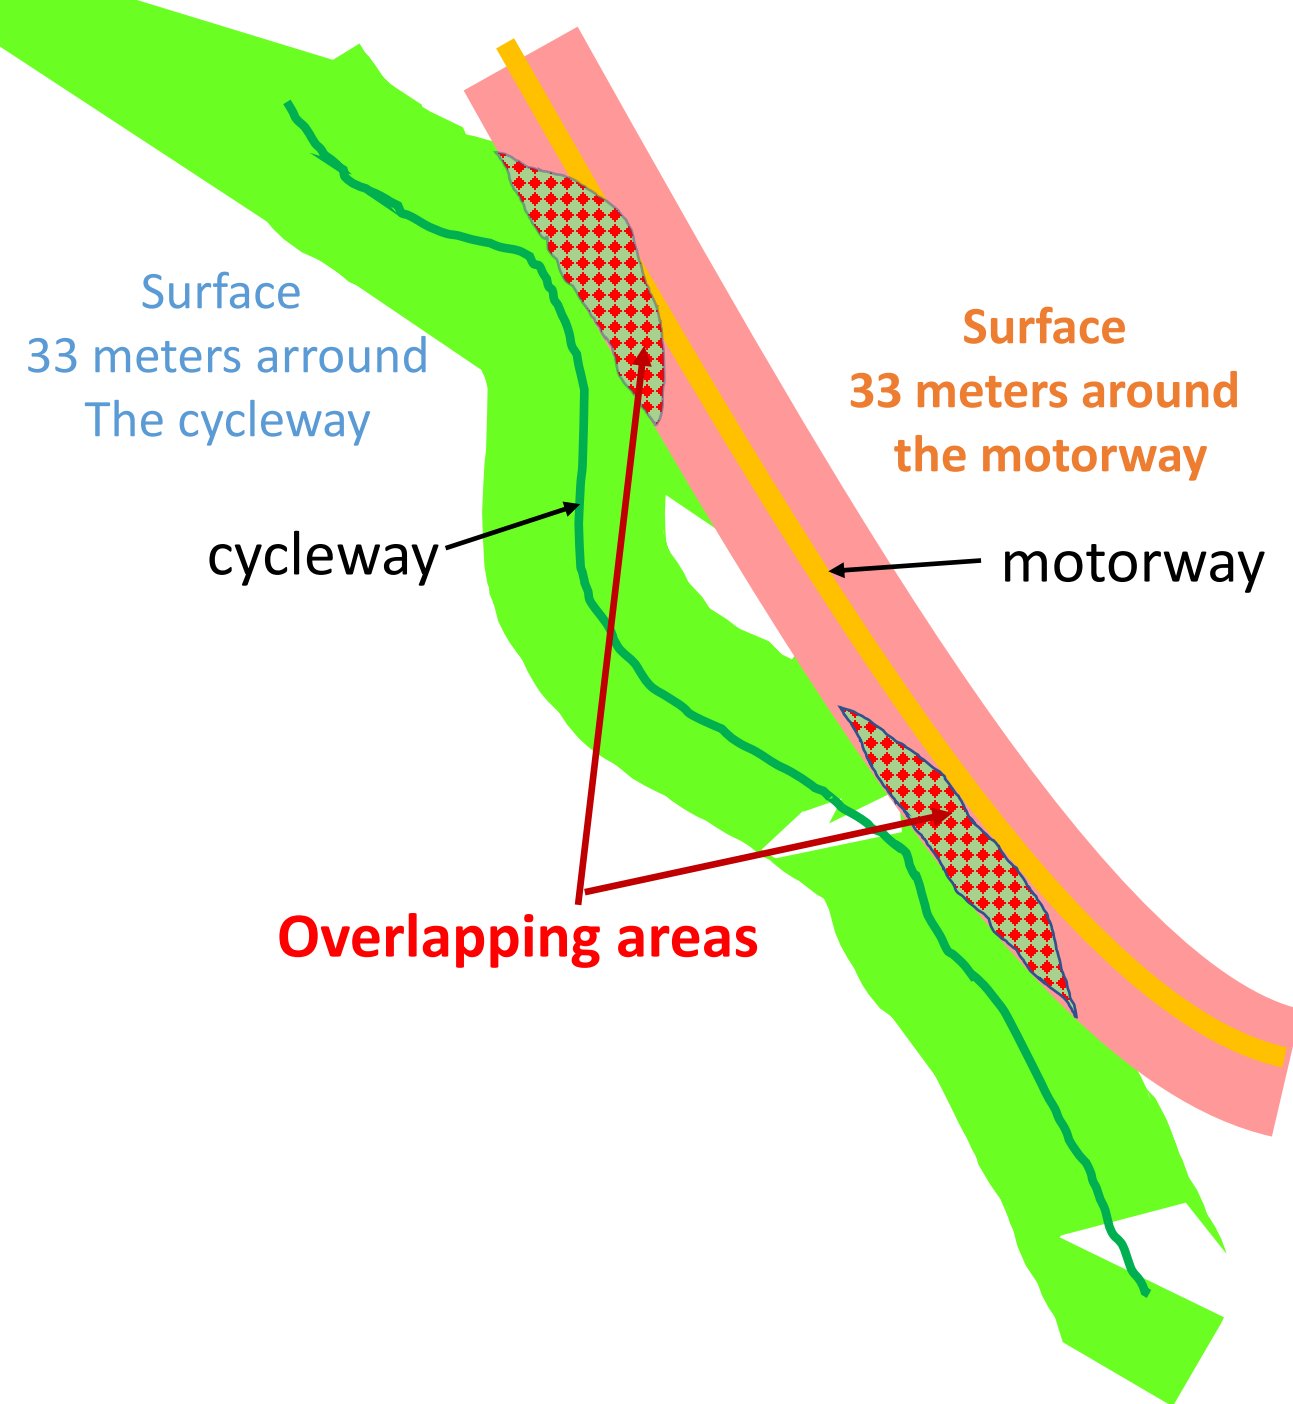 Surface
33 meters arround
The cycleway
Surface
33 meters around
the motorway
cycleway
motorway
Overlapping areas